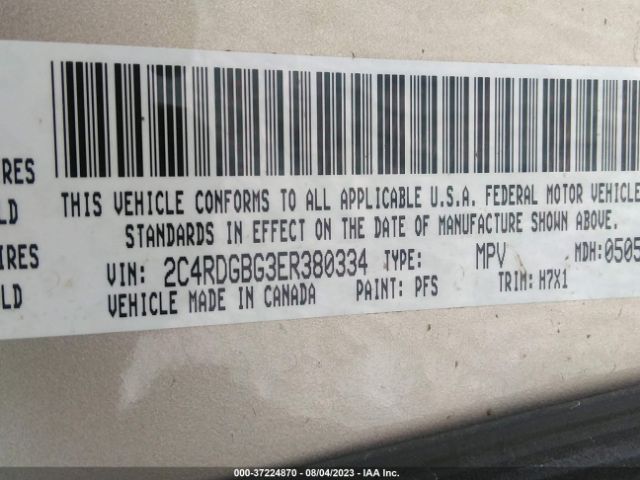 IRES
LD
IRES
LD
THIS VEHICLE CONFORMS TO ALL APPLICABLE U.S.A. FEDERAL MOTOR VEHICLE
STANDARDS IN EFFECT ON THE DATE OF MANUFACTURE SHOWN ABOVE.
VIN: 2C4RDGBG3ER380334 TYPE: MPV MDH: 0505
VEHICLE MADE IN CANADA PAINT: PFS TRIM: H7X1
000-37224870 - 08/04/2023 - IAA Inc.